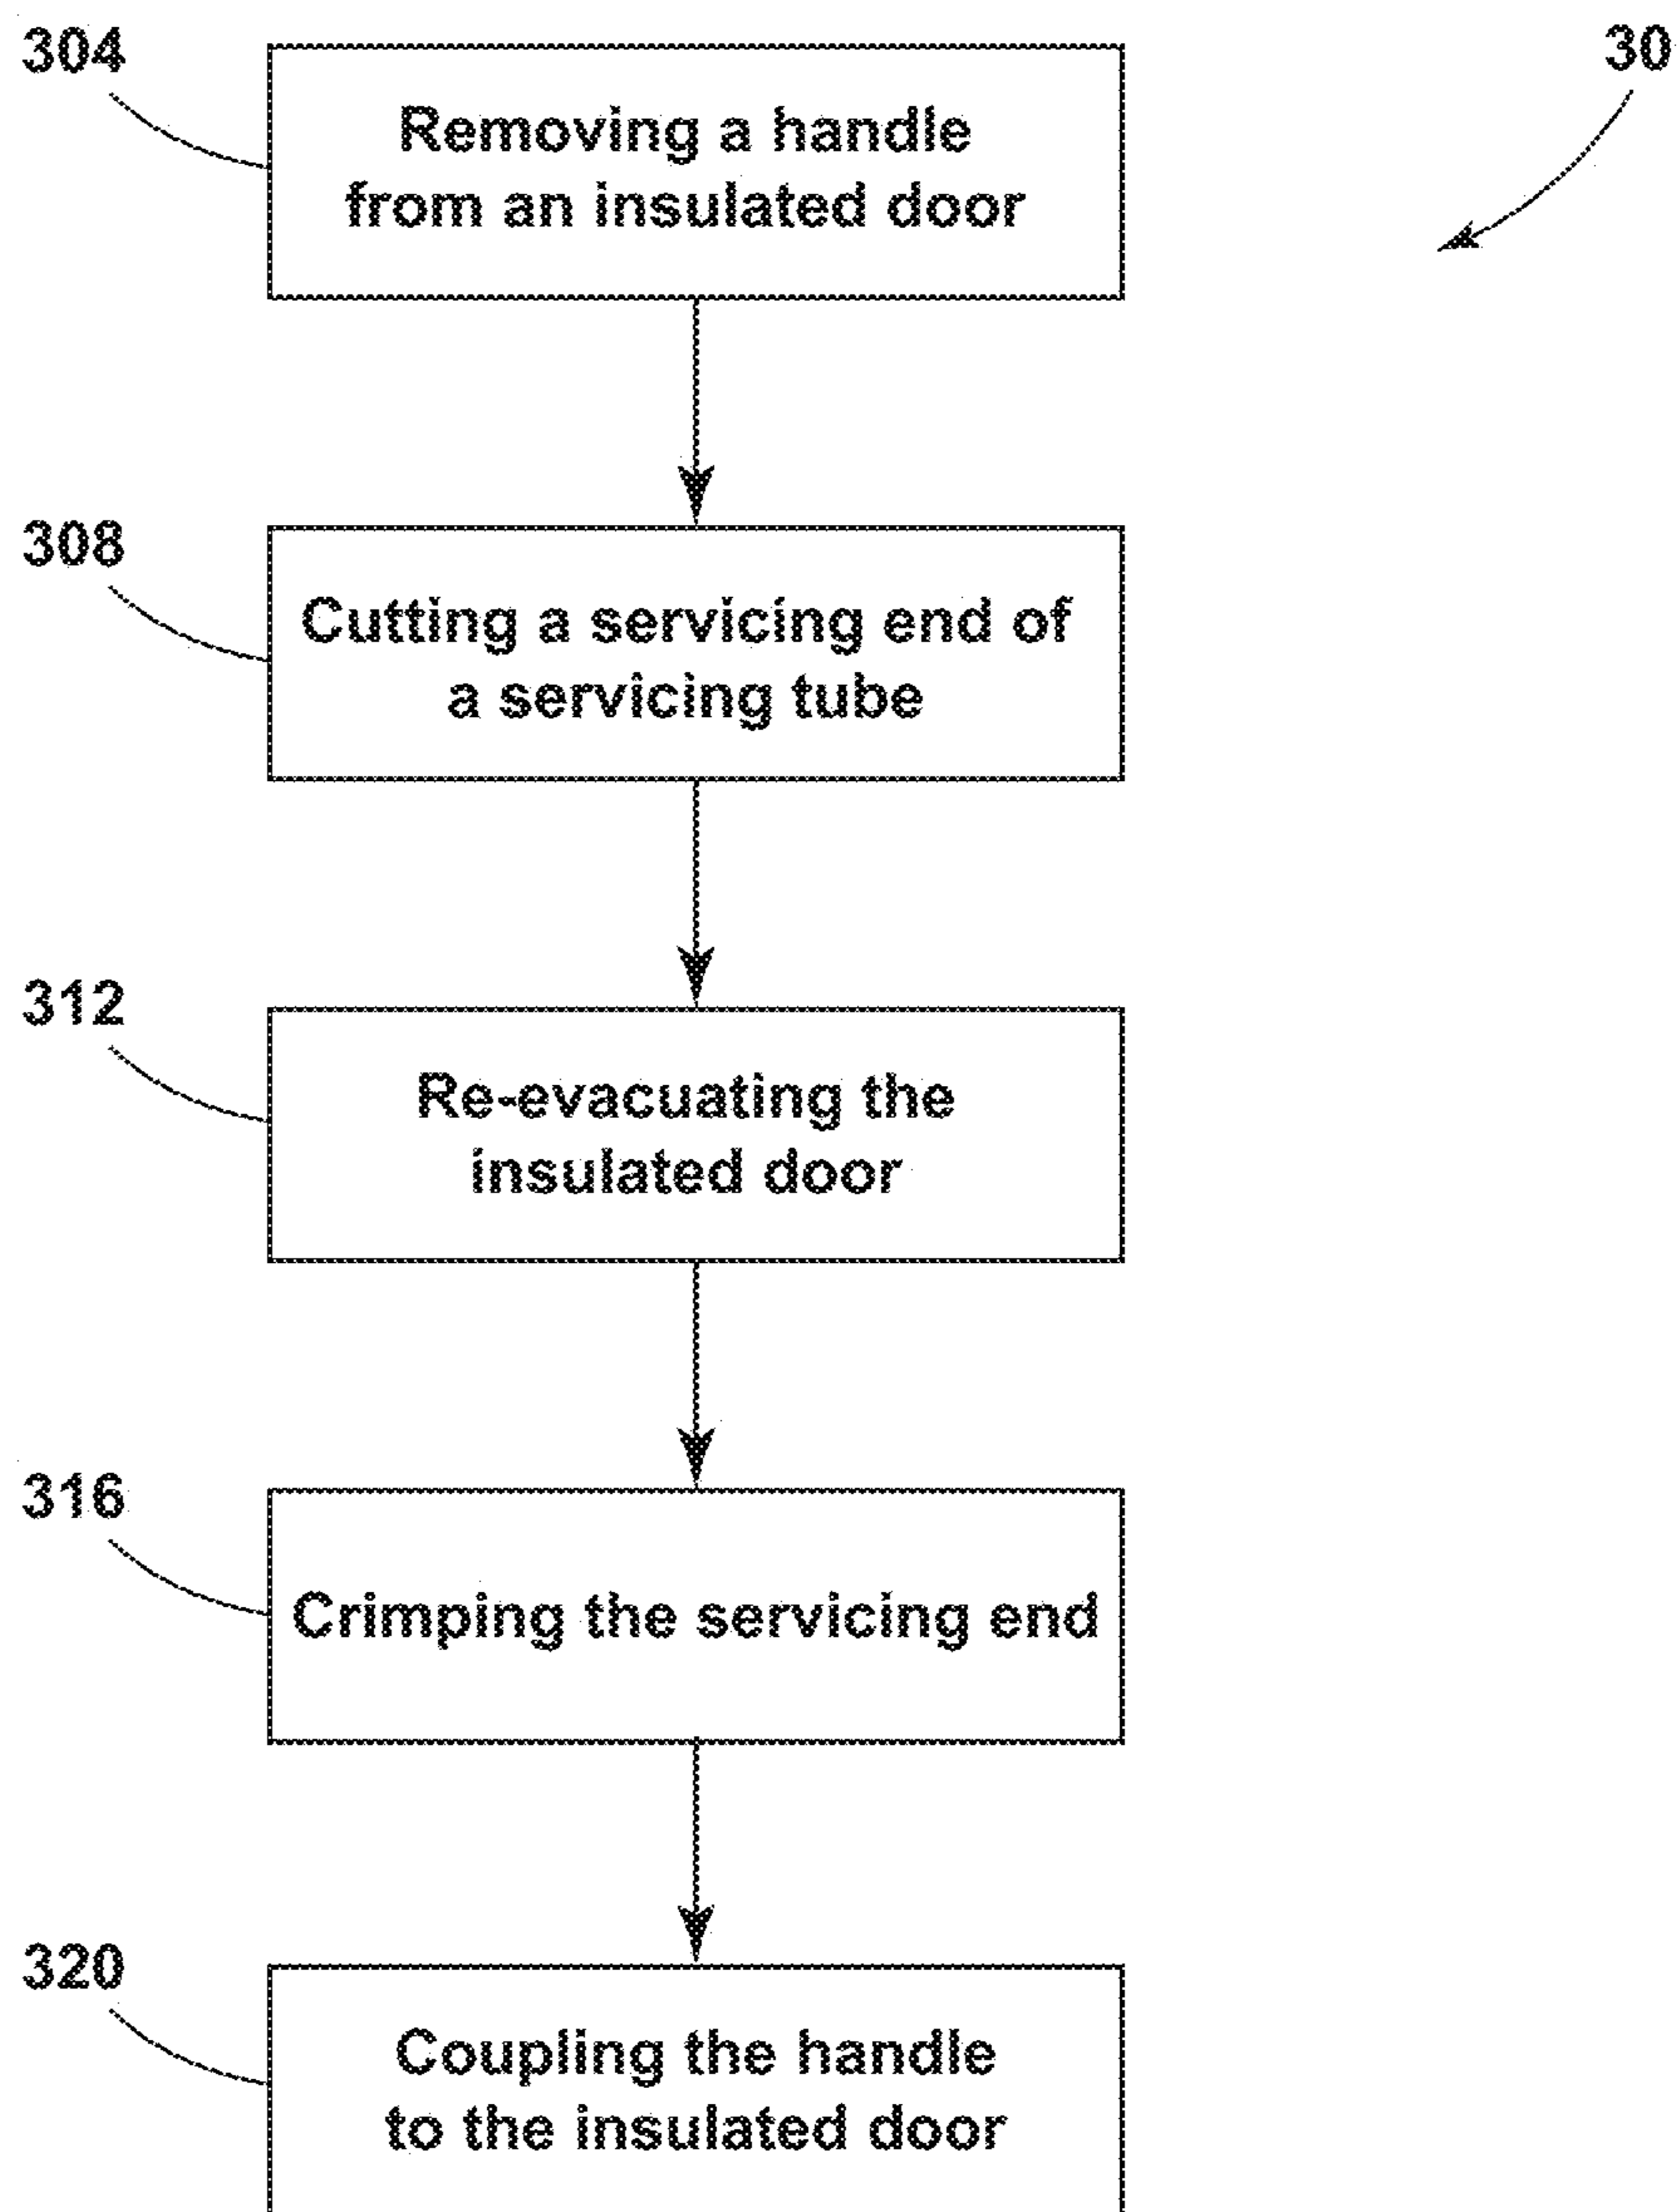 304
30
Removing a handle
from an insulated door
308
Cutting a servicing end of
a servicing tube
312
Re-evacuating the
insulated door
316
Crimping the servicing end
320
Coupling the handle
to the insulated door